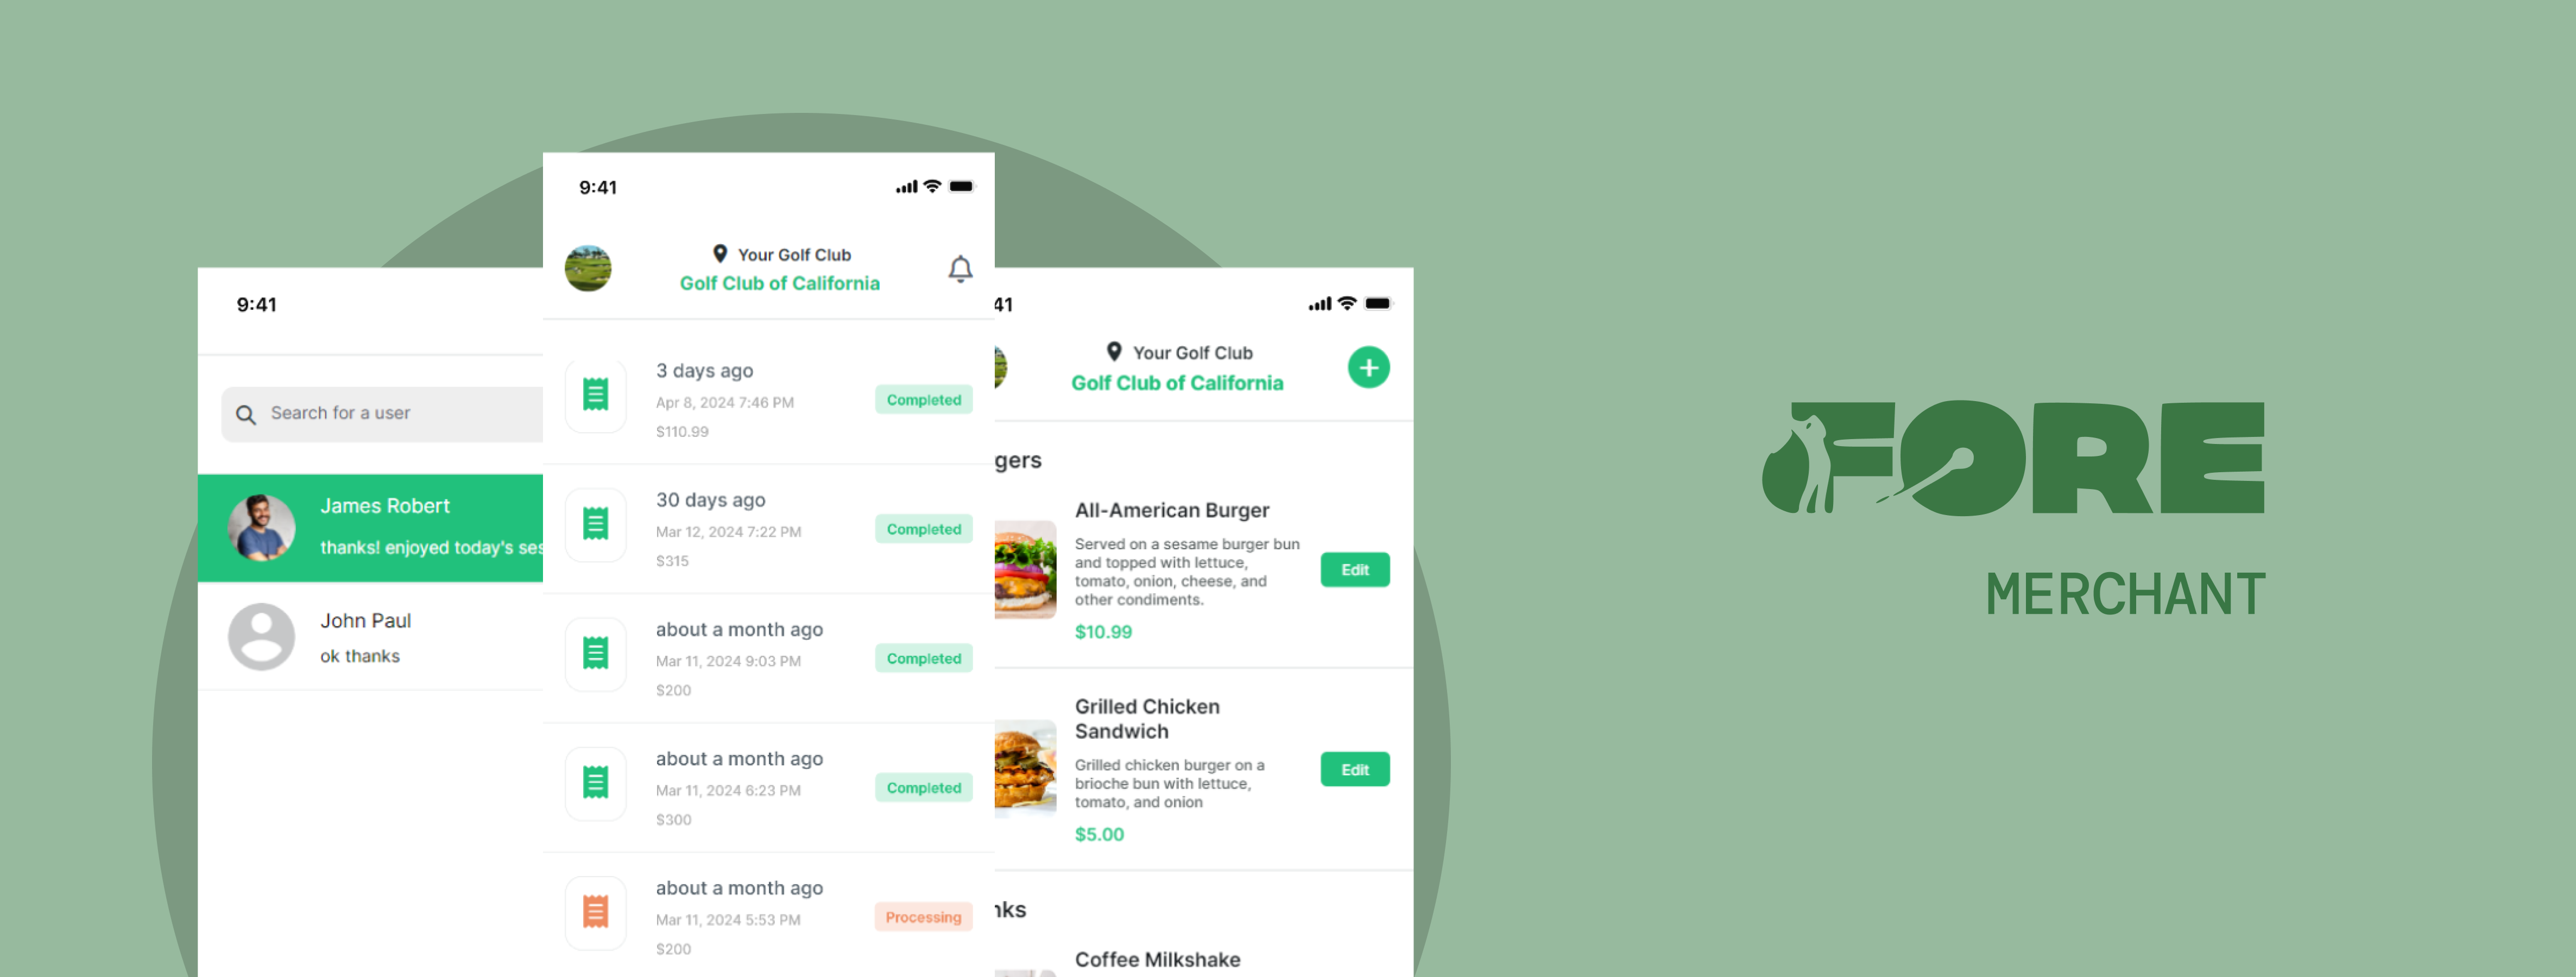 9:41
Search for a user
James Robert
thanks! enjoyed today's ses
John Paul
ok thanks
9:41
Your Golf Club
Golf Club of California
3 days ago
Apr 8, 2024 7:46 PM
$110.99
Completed
30 days ago
Mar 12, 2024 7:22 PM
$315
Completed
about a month ago
Mar 11, 2024 9:03 PM
$200
Completed
about a month ago
Mar 11, 2024 6:23 PM
$300
Completed
about a month ago
Mar 11, 2024 5:53 PM
$200
Processing
41
Your Golf Club
Golf Club of California
gers
All-American Burger
Served on a sesame burger bun
and topped with lettuce,
tomato, onion, cheese, and
other condiments.
$10.99
Edit
Grilled Chicken
Sandwich
Grilled chicken burger on a
brioche bun with lettuce,
tomato, and onion
$5.00
Edit
nks
Coffee Milkshake
FORE
MERCHANT